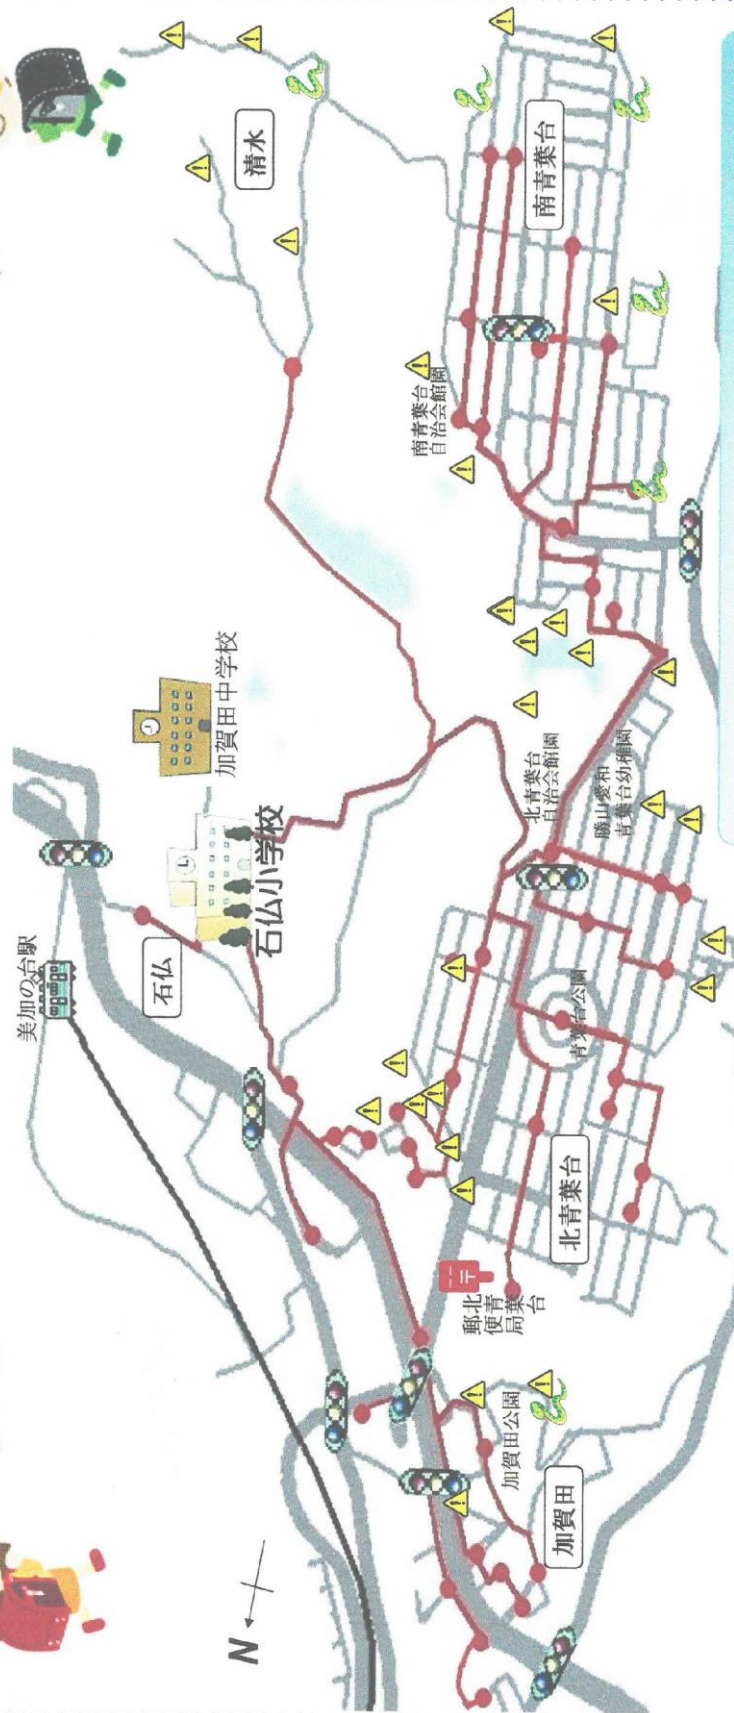 美加の台駅
石仏
石仏小学校
加賀田中学校
清水
南青葉台
自治会館園
南青葉台
北青葉台
自治会館園
勝山愛和
青葉台幼稚園
青葉台公園
北青葉台
北青葉台
郵便局
〒
加賀田公園
加賀田
N